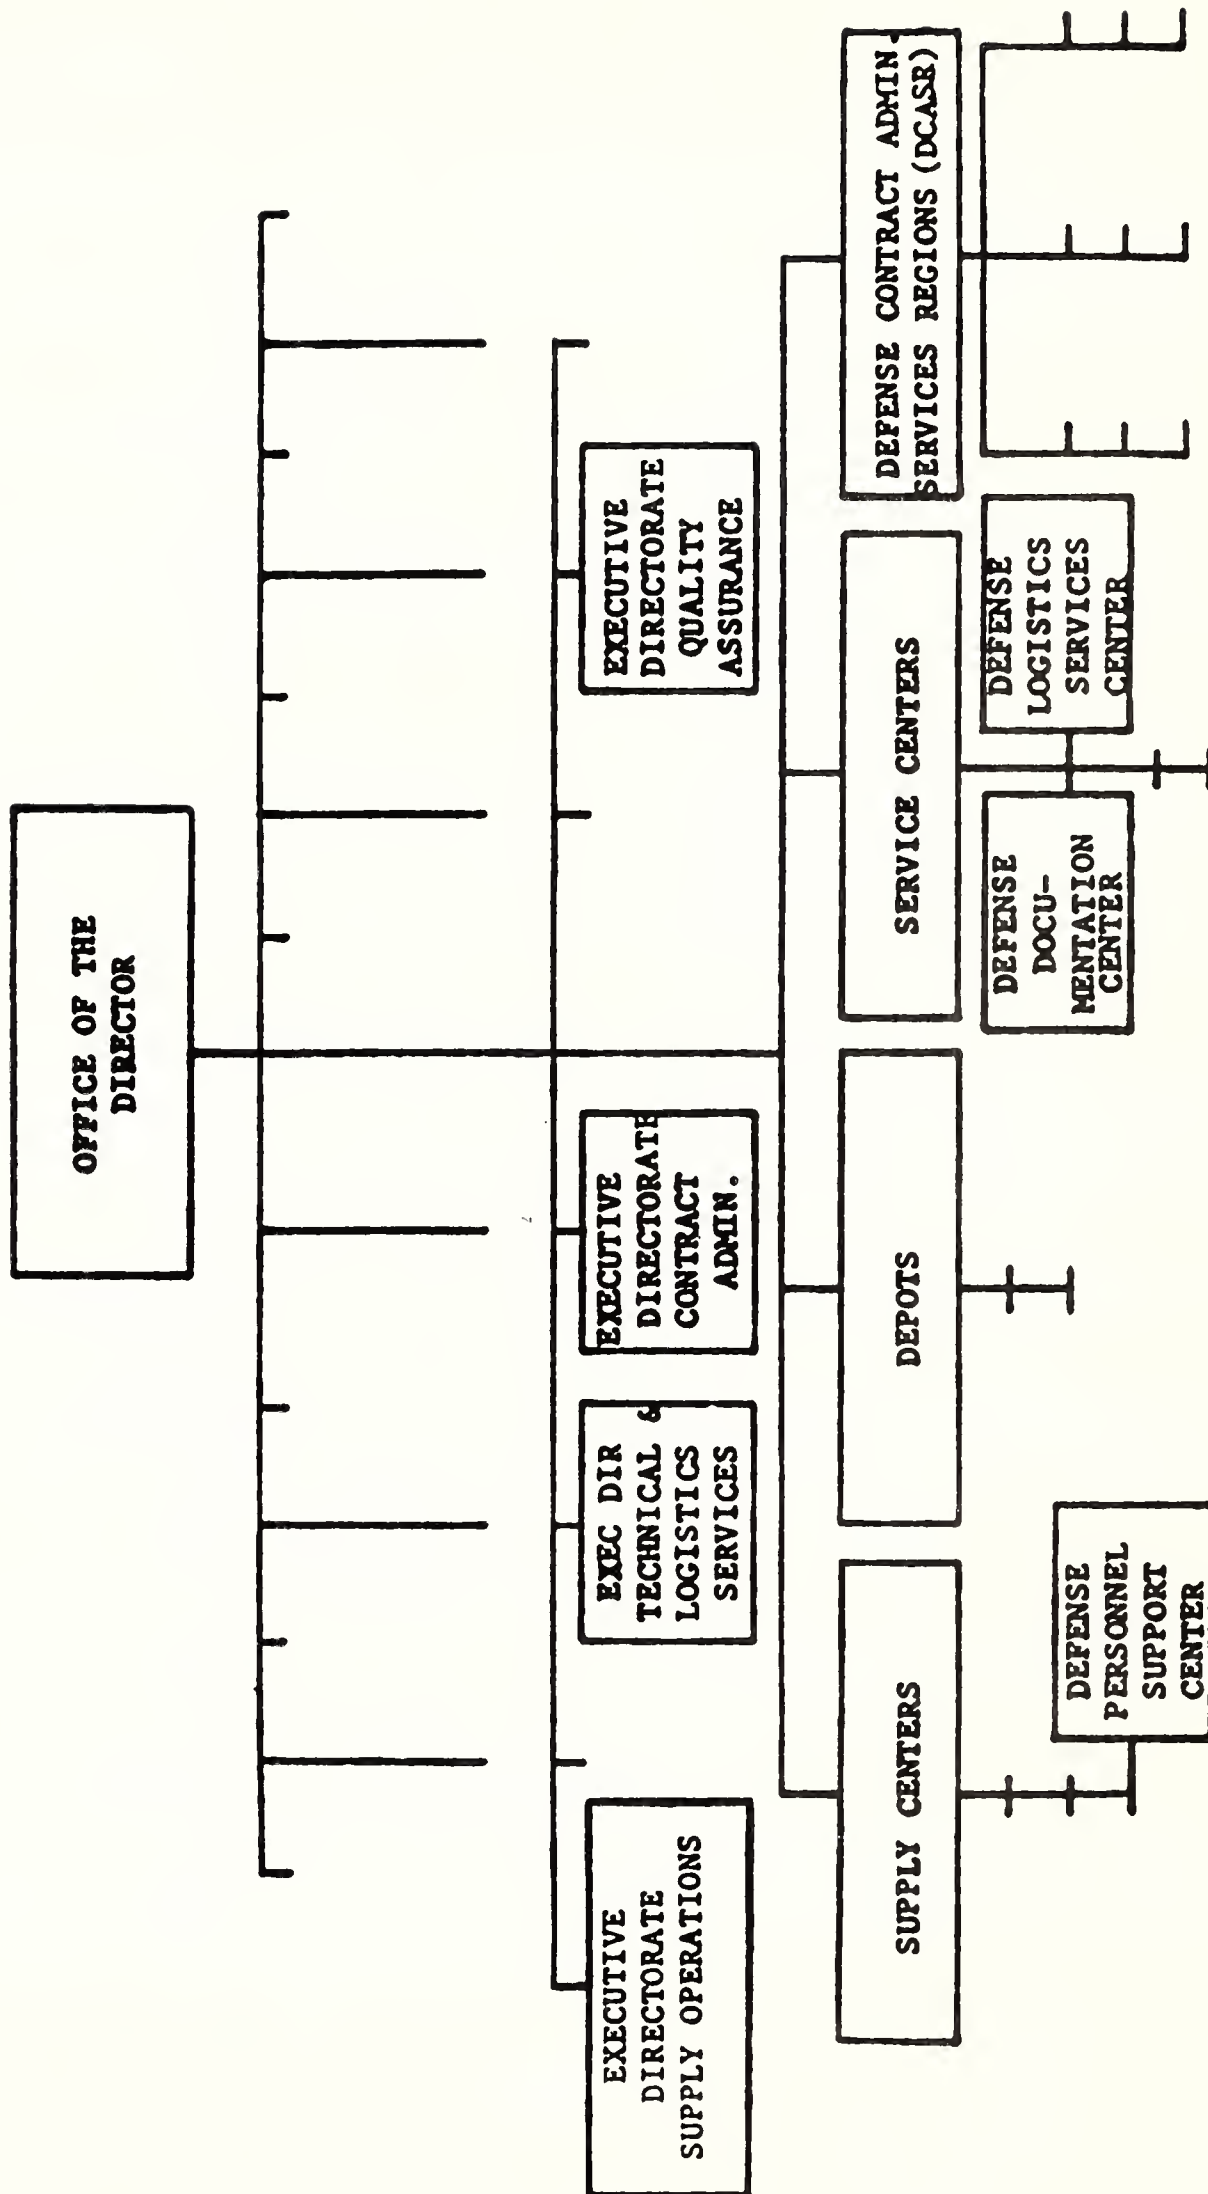 OFFICE OF THE
DIRECTOR
EXECUTIVE
DIRECTORATE
SUPPLY OPERATIONS
EXEC DIR
TECHNICAL &
LOGISTICS
SERVICES
EXECUTIVE
DIRECTORATE
CONTRACT
ADMIN.
EXECUTIVE
DIRECTORATE
QUALITY
ASSURANCE
SUPPLY CENTERS
DEPOTS
SERVICE CENTERS
DEFENSE CONTRACT ADMIN.
SERVICES REGIONS (DCASR)
DEFENSE
PERSONNEL
SUPPORT
CENTER
DEFENSE
DOCU-
MENTATION
CENTER
DEFENSE
LOGISTICS
SERVICES
CENTER